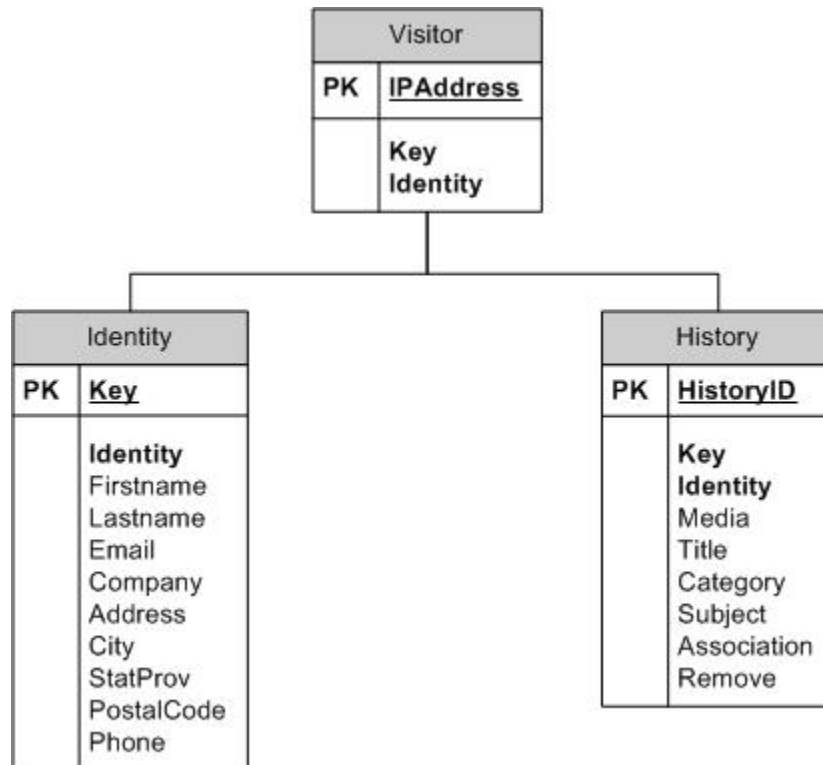 Visitor
PK IPAddress
Key
Identity
Identity
PK Key
Identity
Firstname
Lastname
Email
Company
Address
City
StatProv
PostalCode
Phone
History
PK HistoryID
Key
Identity
Media
Title
Category
Subject
Association
Remove